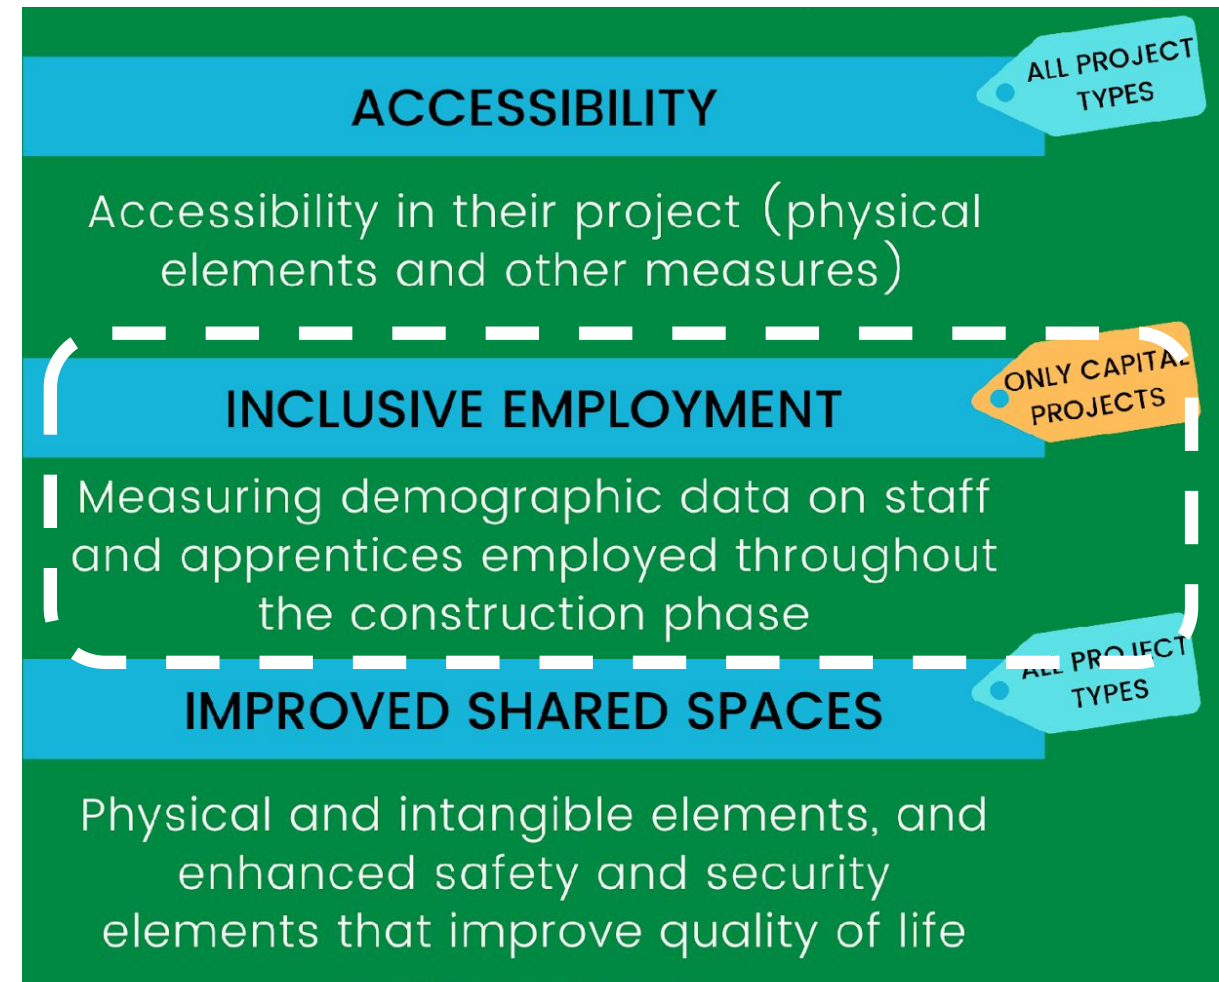 ALL PROJECT
TYPES
ACCESSIBILITY
Accessibility in their project (physical
elements and other measures)
ONLY CAPITAL
PROJECTS
INCLUSIVE EMPLOYMENT
Measuring demographic data on staff
and apprentices employed throughout
the construction phase
ALL PROJECT
TYPES
IMPROVED SHARED SPACES
Physical and intangible elements, and
enhanced safety and security
elements that improve quality of life